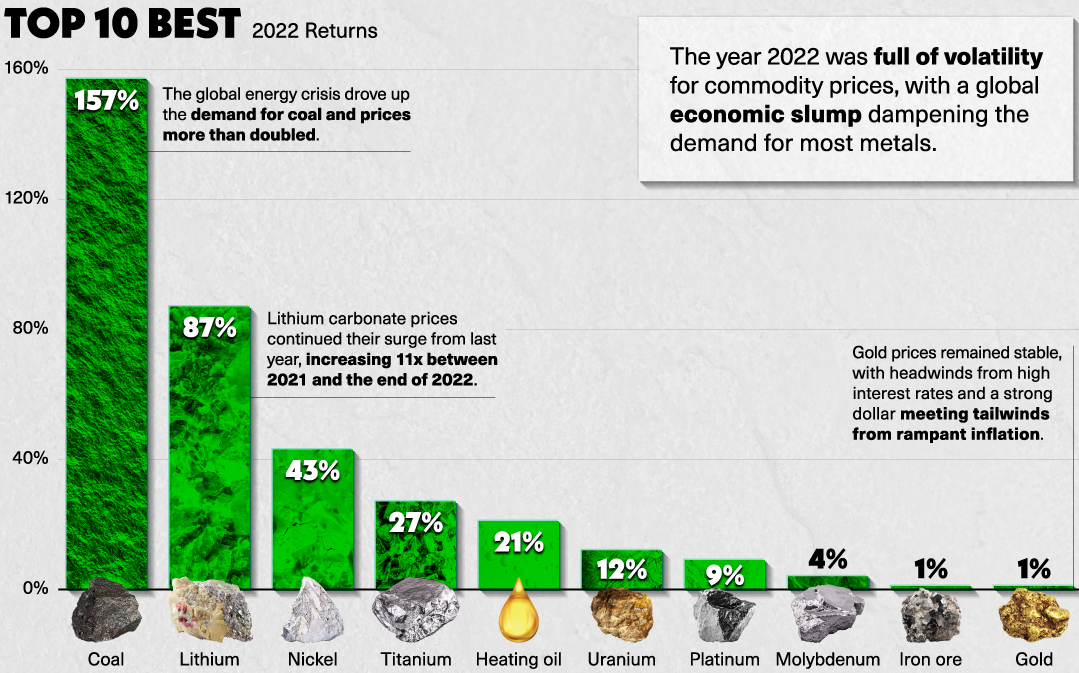 TOP 10 BEST 2022 Returns
The year 2022 was full of volatility
for commodity prices, with a global
economic slump dampening the
demand for most metals.
160%
120%
80%
40%
0%
157%
The global energy crisis drove up
the demand for coal and prices
more than doubled.
87%
Lithium carbonate prices
continued their surge from last
year, increasing 11x between
2021 and the end of 2022.
43%
27%
21%
12%
9%
4%
1%
1%
Gold prices remained stable,
with headwinds from high
interest rates and a strong
dollar meeting tailwinds
from rampant inflation.
Coal
Lithium
Nickel
Titanium
Heating oil
Uranium
Platinum
Molybdenum
Iron ore
Gold